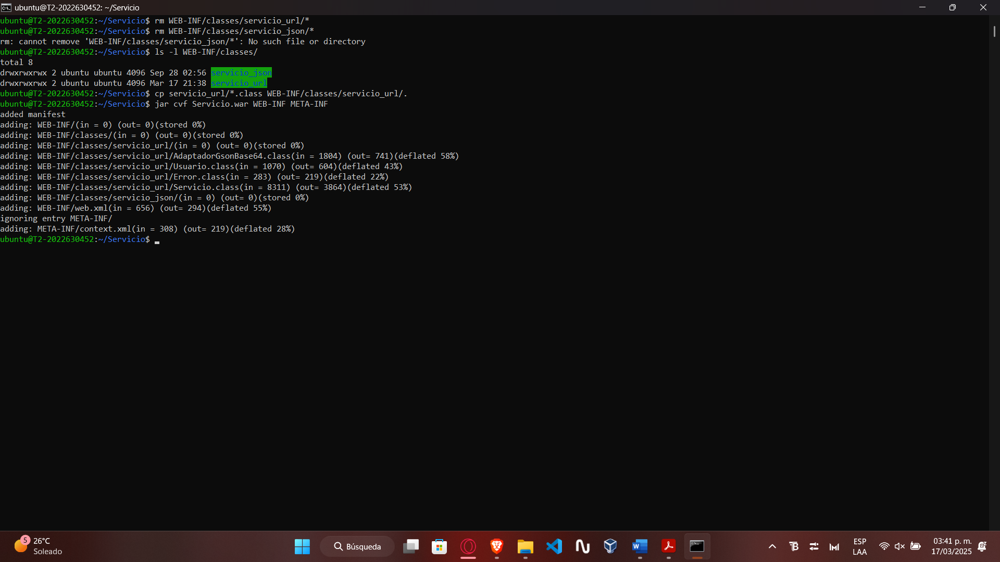 ubuntu@T2-2022630452: ~/Servicio
ubuntu@T2-2022630452:~/Servicio$ rm WEB-INF/classes/servicio_url/*
ubuntu@T2-2022630452:~/Servicio$ rm WEB-INF/classes/servicio_json/*
rm: cannot remove 'WEB-INF/classes/servicio_json/*': No such file or directory
ubuntu@T2-2022630452:~/Servicio$ ls -l WEB-INF/classes/
total 8
drwxrwxrwx 2 ubuntu ubuntu 4096 Sep 28 02:56 servicio_json
drwxrwxrwx 2 ubuntu ubuntu 4096 Mar 17 21:38 servicio_url
ubuntu@T2-2022630452:~/Servicio$ cp servicio_url/*.class WEB-INF/classes/servicio_url/.
ubuntu@T2-2022630452:~/Servicio$ jar cvf Servicio.war WEB-INF META-INF
added manifest
adding: WEB-INF/(in = 0) (out= 0)(stored 0%)
adding: WEB-INF/classes/(in = 0) (out= 0)(stored 0%)
adding: WEB-INF/classes/servicio_url/(in = 0) (out= 0)(stored 0%)
adding: WEB-INF/classes/servicio_url/AdaptadorGsonBase64.class(in = 1804) (out= 741)(deflated 58%)
adding: WEB-INF/classes/servicio_url/Usuario.class(in = 1070) (out= 604)(deflated 43%)
adding: WEB-INF/classes/servicio_url/Error.class(in = 283) (out= 219)(deflated 22%)
adding: WEB-INF/classes/servicio_url/Servicio.class(in = 8311) (out= 3864)(deflated 53%)
adding: WEB-INF/classes/servicio_json/(in = 0) (out= 0)(stored 0%)
adding: WEB-INF/web.xml(in = 656) (out= 294)(deflated 55%)
ignoring entry META-INF/
adding: META-INF/context.xml(in = 308) (out= 219)(deflated 28%)
ubuntu@T2-2022630452:~/Servicio$
5
26°C
Soleado
Búsqueda
ESP
LAA
03:41 p. m.
17/03/2025